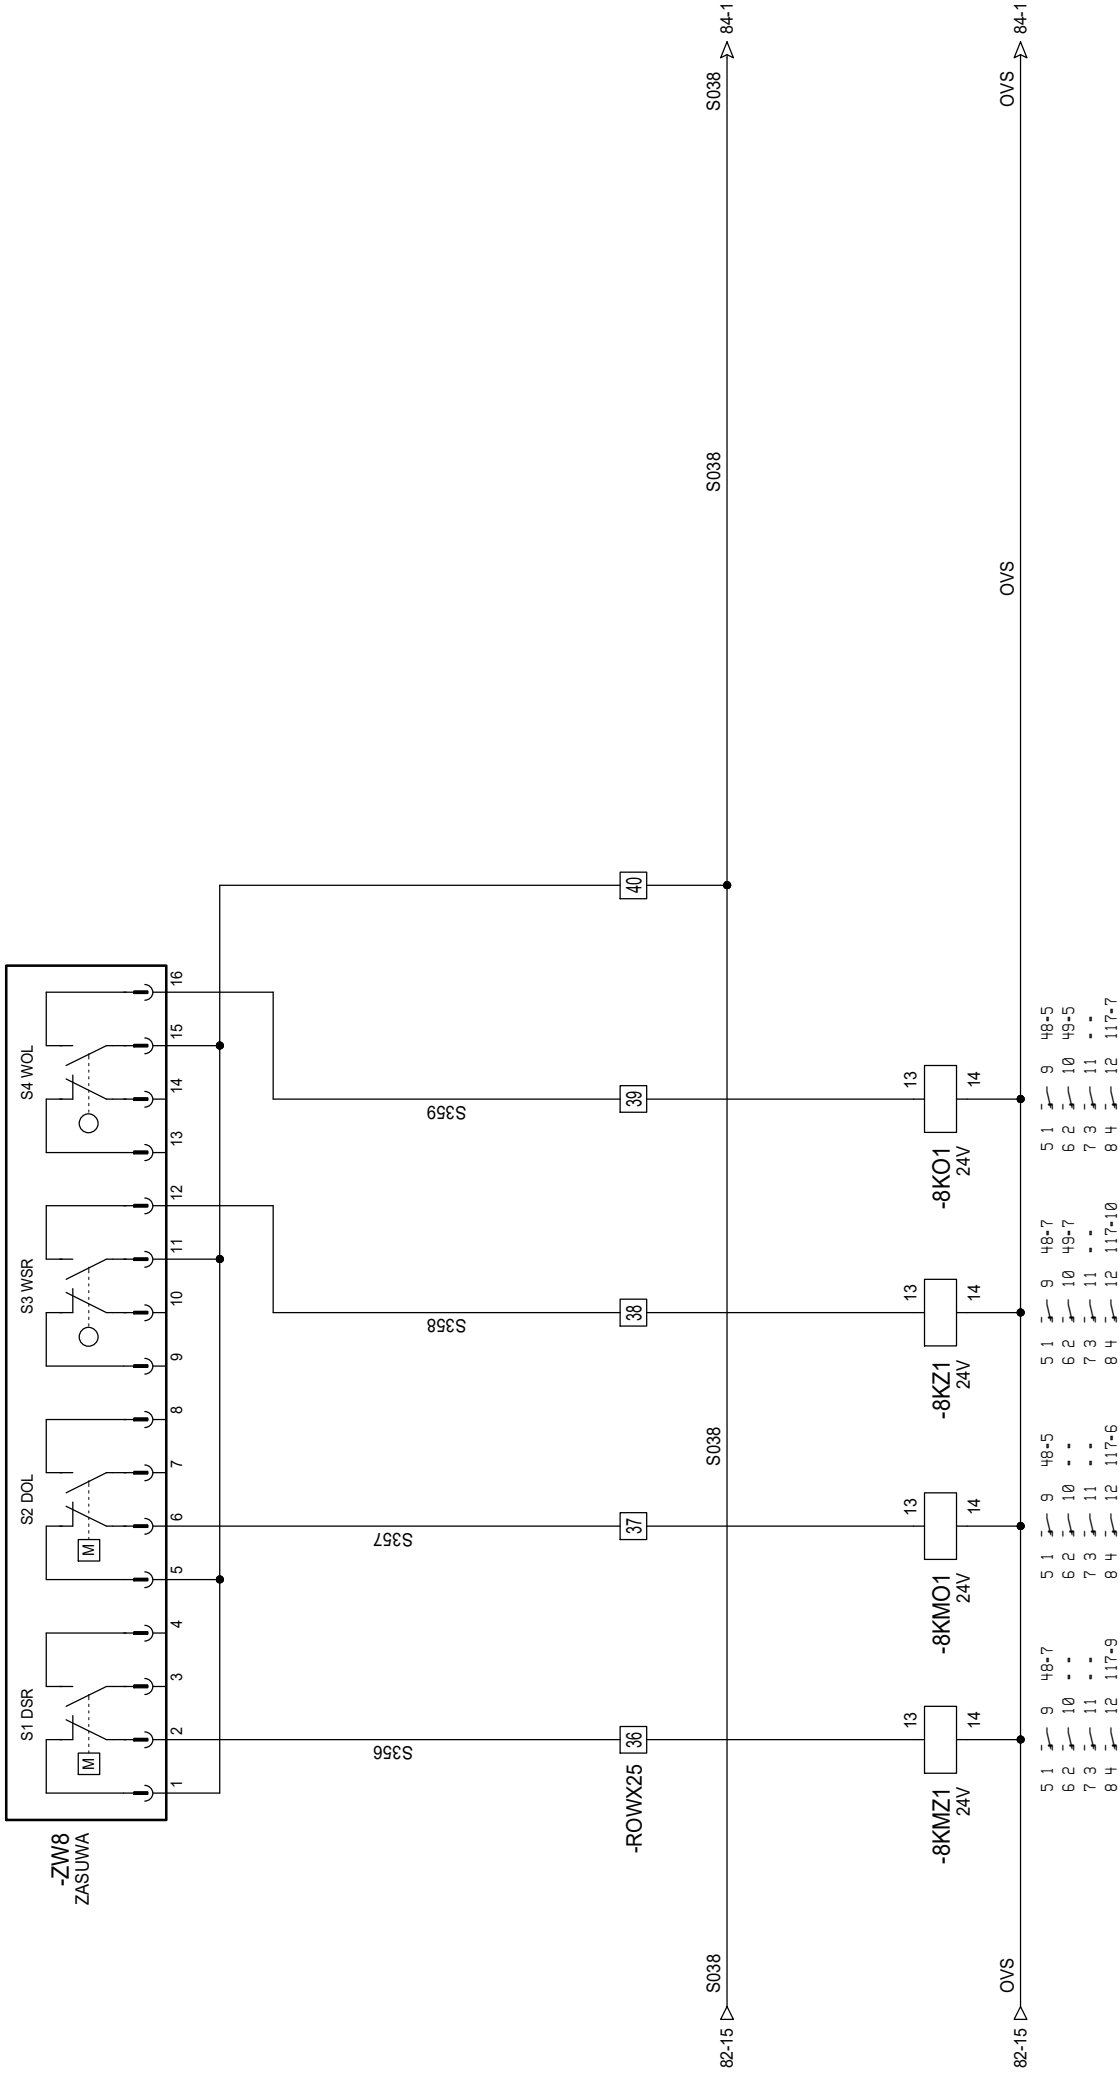 -ZW8
ZASUWA
S1 DSR
S2 DOL
S3 WSR
S4 WOL
M
M
1 2 3 4 5 6 7 8 9 10 11 12 13 14 15 16
S356
S357
S358
S359
-ROWX25
36 37 38 39 40
82-15 S038 S038 S038 S038 84-1
-8KMZ1
24V
13
14
-8KMO1
24V
13
14
-8KZ1
24V
13
14
-8KO1
24V
13
14
82-15 OVS OVS OVS 84-1
5 1 9 48-7
6 2 10 - -
7 3 11 - -
8 4 12 117-9
5 1 9 48-5
6 2 10 - -
7 3 11 - -
8 4 12 117-6
5 1 9 48-7
6 2 10 49-7
7 3 11 - -
8 4 12 117-10
5 1 9 48-5
6 2 10 49-5
7 3 11 - -
8 4 12 117-7